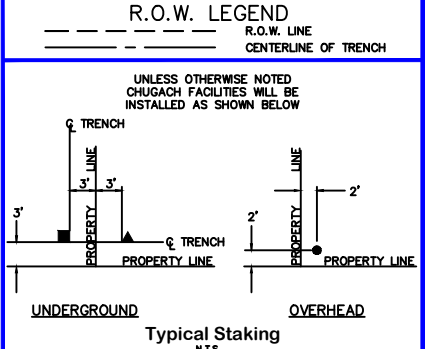 R.O.W. LEGEND
R.O.W. LINE
CENTERLINE OF TRENCH
UNLESS OTHERWISE NOTED
CHUGACH FACILITIES WILL BE
INSTALLED AS SHOWN BELOW
℄ TRENCH
PROPERTY LINE
3' 3'
3'
℄ TRENCH
PROPERTY LINE
UNDERGROUND
PROPERTY LINE
2'
2'
PROPERTY LINE
OVERHEAD
Typical Staking
N.T.S.